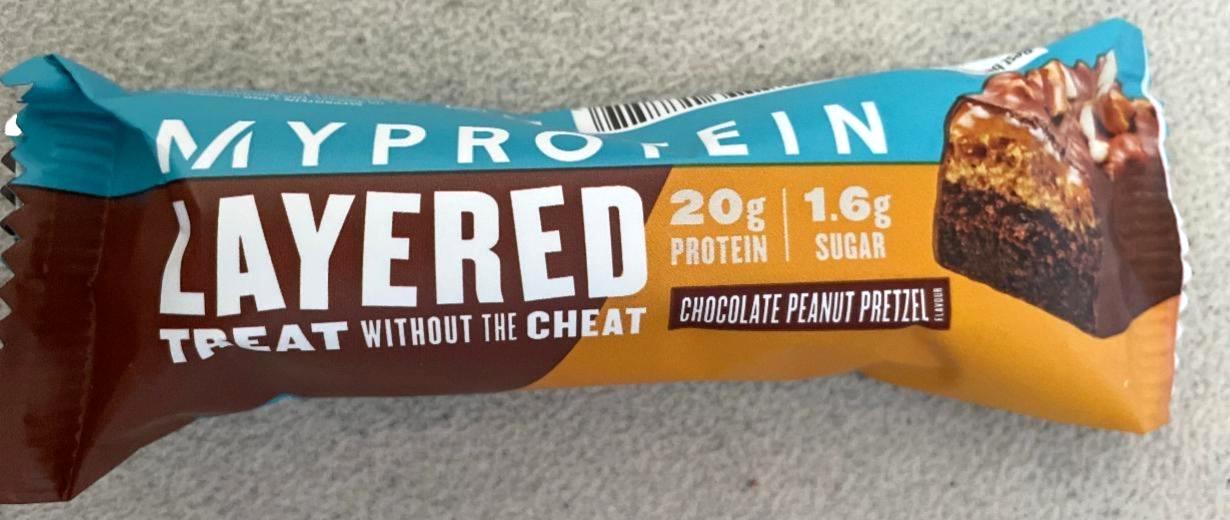 MYPROTEIN
LAYERED
TREAT WITHOUT THE CHEAT
20g
PROTEIN
1.6g
SUGAR
CHOCOLATE PEANUT PRETZEL
FLAVOUR